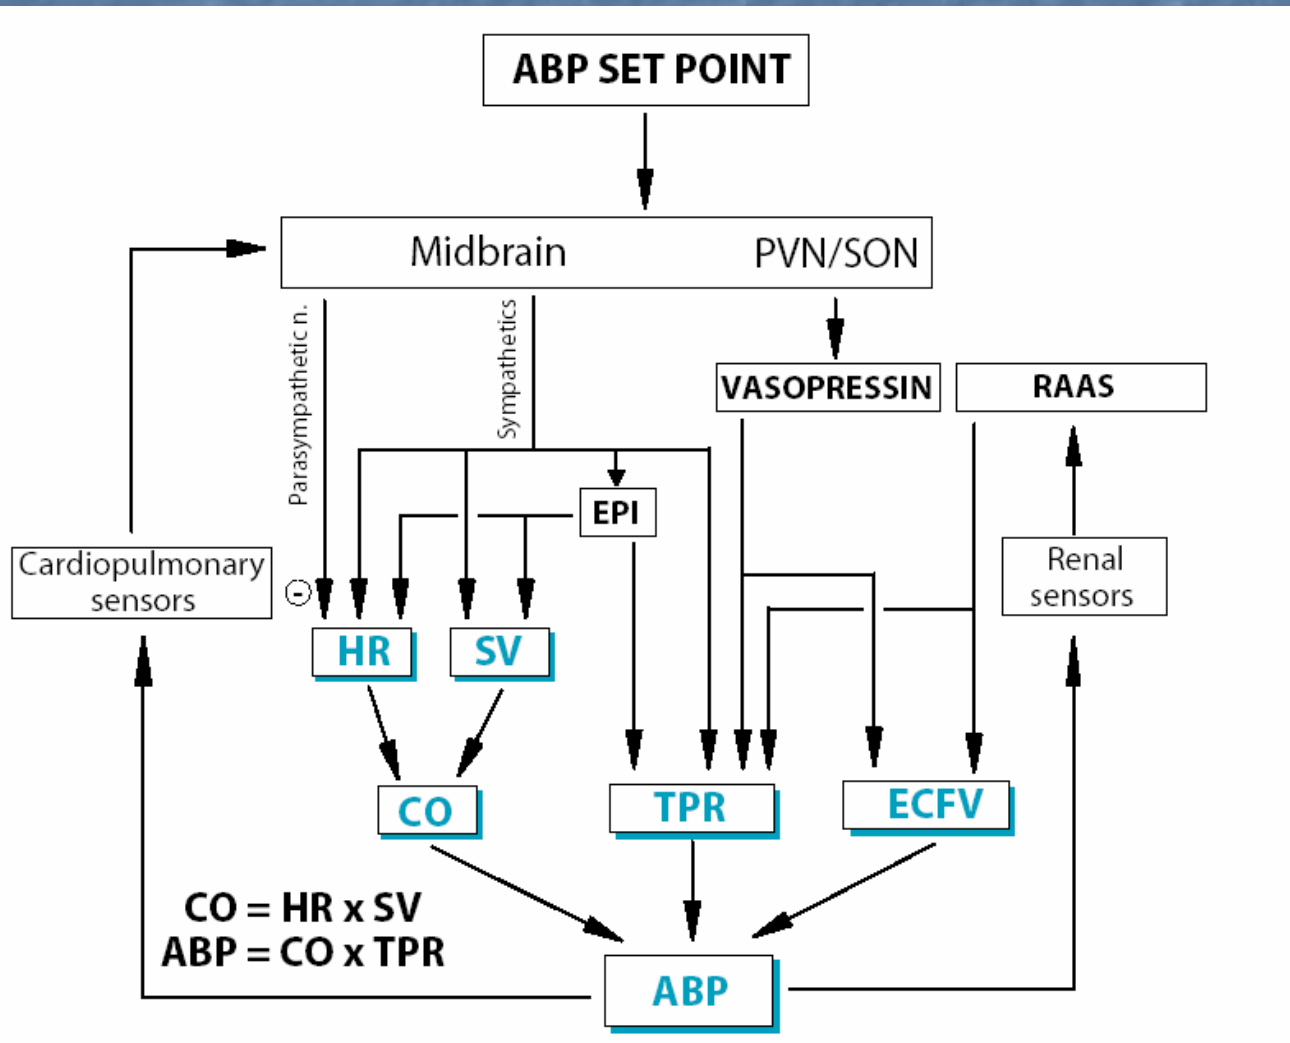 ABP SET POINT
Midbrain PVN/SON
Parasympathetic n.
Sympathetics
VASOPRESSIN
RAAS
EPI
Cardiopulmonary
sensors
Renal
sensors
-
HR
SV
CO
TPR
ECFV
CO = HR x SV
ABP = CO x TPR
ABP